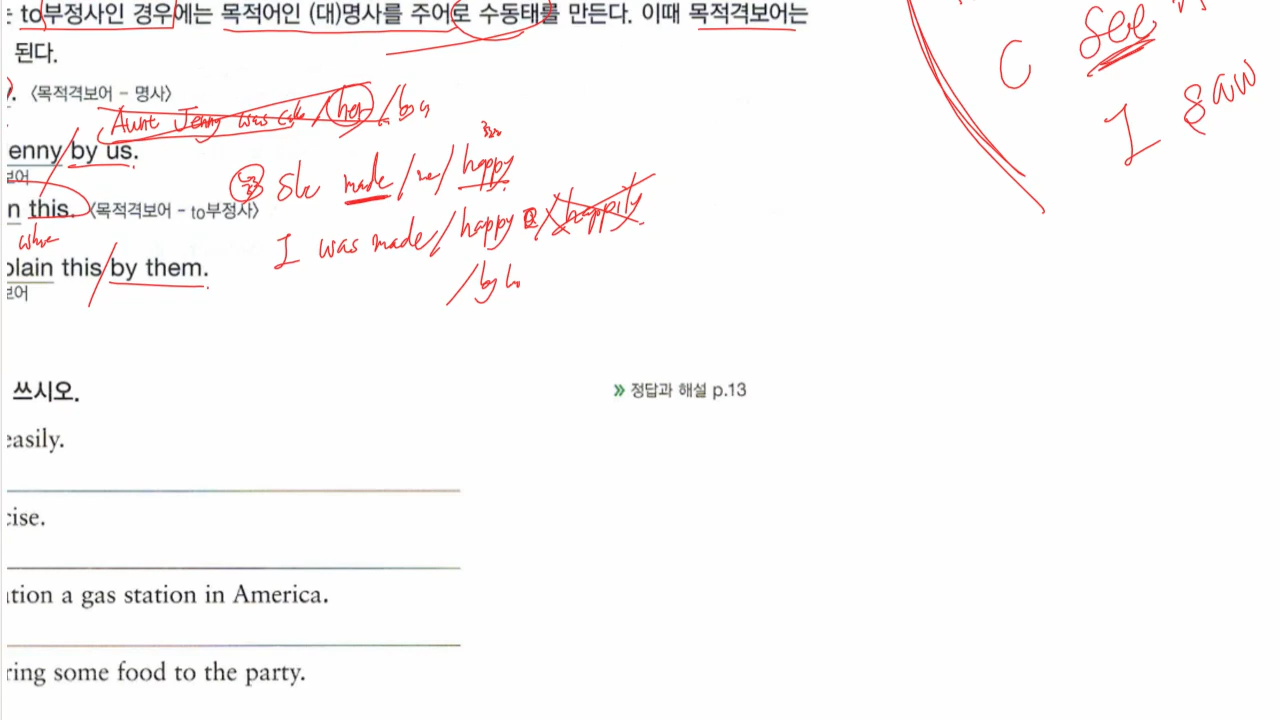 to부정사인 경우에는 목적어인 (대)명사를 주어로 수동태를 만든다. 이때 목적격보어는
된다.
〈목적격보어 – 명사〉
Aunt Jenny was / her / by
enny / by us.
보어
She made / me / happy
n this. 〈목적격보어 – to부정사〉
I was made / happy happily
plain this / by them.
/ by
보어
C see
I saw
쓰시오.
» 정답과 해설 p.13
easily.
cise.
tion a gas station in America.
ring some food to the party.